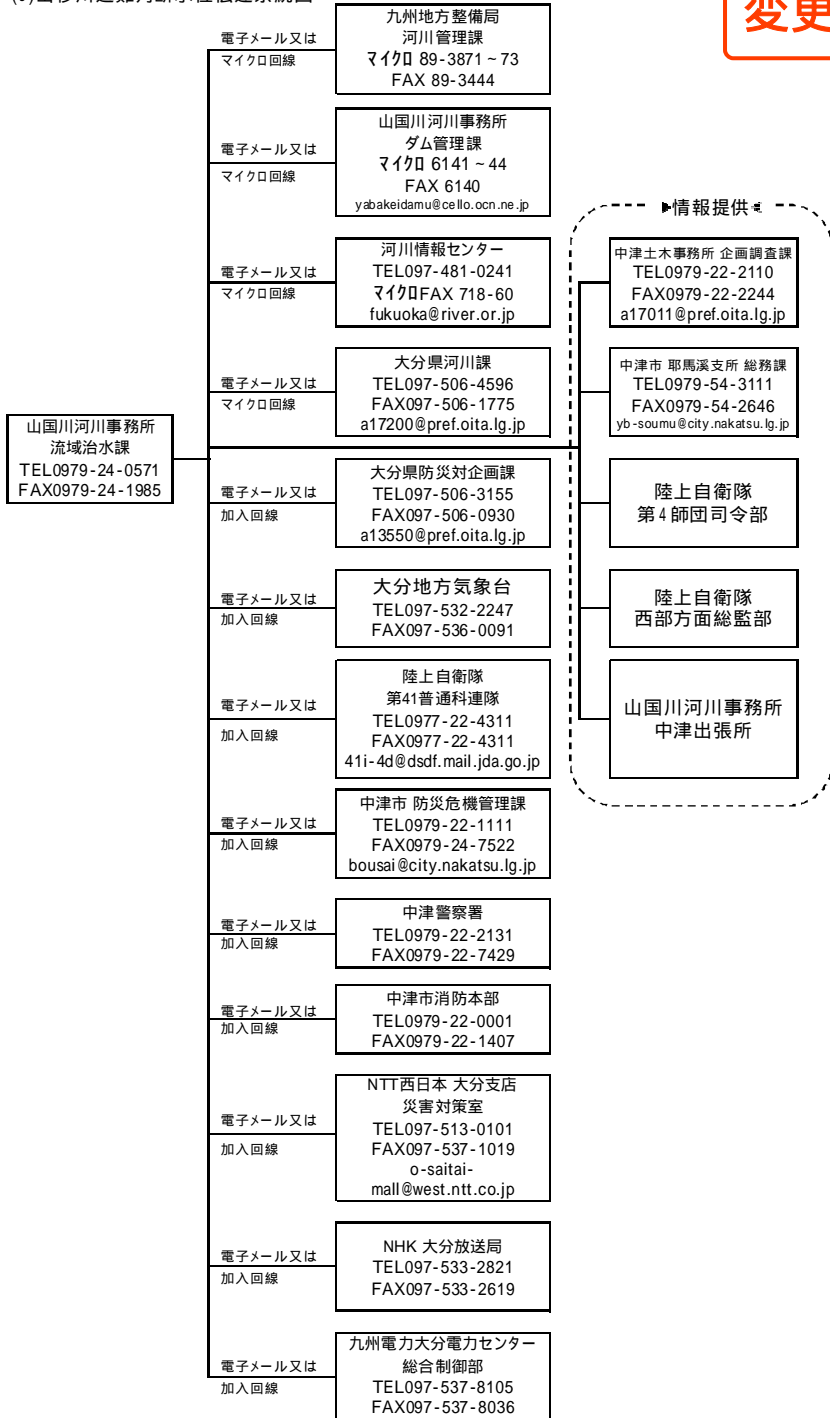 変更
電子メール又は
マイクロ回線
九州地方整備局
河川管理課
マイクロ 89-3871~73
FAX 89-3444
電子メール又は
マイクロ回線
山国川河川事務所
ダム管理課
マイクロ 6141~44
FAX 6140
yabakeidamu@cello.ocn.ne.jp
電子メール又は
マイクロ回線
河川情報センター
TEL097-481-0241
マイクロFAX 718-60
fukuoka@river.or.jp
電子メール又は
マイクロ回線
大分県河川課
TEL097-506-4596
FAX097-506-1775
a17200@pref.oita.lg.jp
山国川河川事務所
流域治水課
TEL0979-24-0571
FAX0979-24-1985
電子メール又は
加入回線
大分県防災対企画課
TEL097-506-3155
FAX097-506-0930
a13550@pref.oita.lg.jp
電子メール又は
加入回線
大分地方気象台
TEL097-532-2247
FAX097-536-0091
電子メール又は
加入回線
陸上自衛隊
第41普通科連隊
TEL0977-22-4311
FAX0977-22-4311
41i-4d@dsdf.mail.jda.go.jp
電子メール又は
加入回線
中津市 防災危機管理課
TEL0979-22-1111
FAX0979-24-7522
bousai@city.nakatsu.lg.jp
電子メール又は
加入回線
中津警察署
TEL0979-22-2131
FAX0979-22-7429
電子メール又は
加入回線
中津市消防本部
TEL0979-22-0001
FAX0979-22-1407
電子メール又は
加入回線
NTT西日本 大分支店
災害対策室
TEL097-513-0101
FAX097-537-1019
o-saitai-
mall@west.ntt.co.jp
電子メール又は
加入回線
NHK 大分放送局
TEL097-533-2821
FAX097-533-2619
電子メール又は
加入回線
九州電力大分電力センター
総合制御部
TEL097-537-8105
FAX097-537-8036
情報提供
中津土木事務所 企画調査課
TEL0979-22-2110
FAX0979-22-2244
a17011@pref.oita.lg.jp
中津市 耶馬溪支所 総務課
TEL0979-54-3111
FAX0979-54-2646
yb-soumu@city.nakatsu.lg.jp
陸上自衛隊
第4師団司令部
陸上自衛隊
西部方面総監部
山国川河川事務所
中津出張所